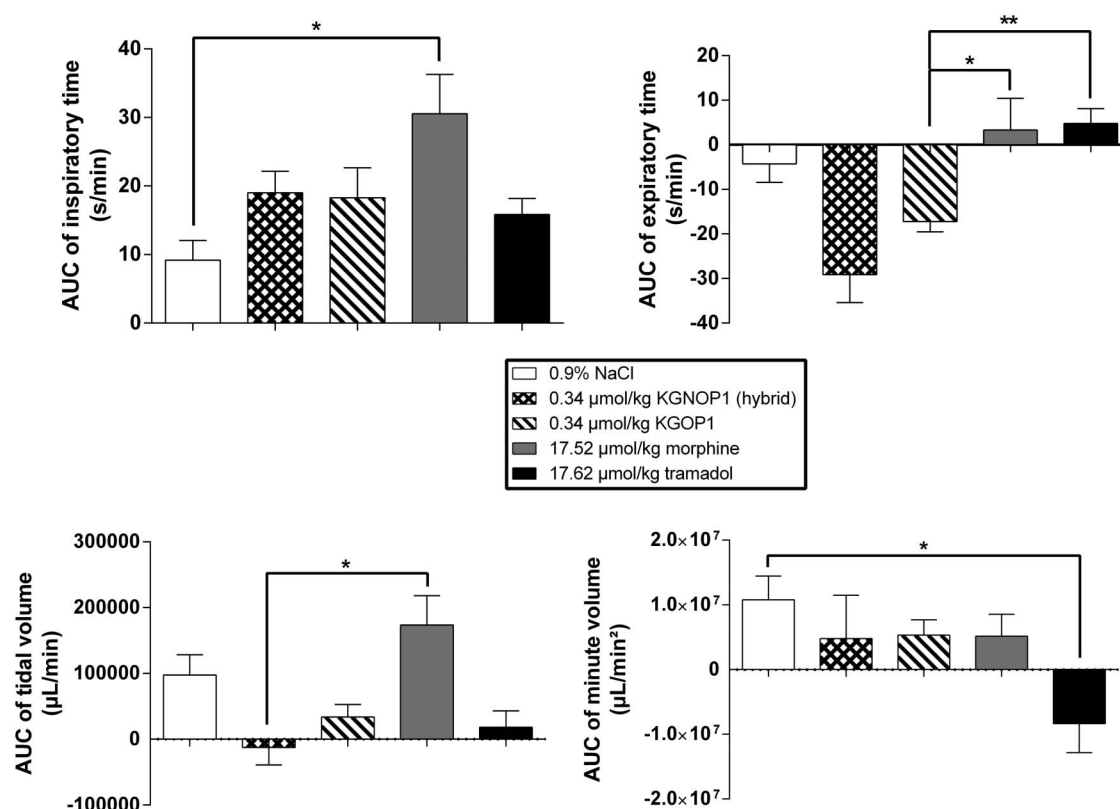 *
AUC of inspiratory time
(s/min)
40
30
20
10
0
**
*
AUC of expiratory time
(s/min)
20
10
0
-10
-20
-30
-40
0.9% NaCl
0.34 µmol/kg KGNOP1 (hybrid)
0.34 µmol/kg KGOP1
17.52 µmol/kg morphine
17.62 µmol/kg tramadol
*
AUC of tidal volume
(µL/min)
300000
200000
100000
0
-100000
*
AUC of minute volume
(µL/min²)
2.0×10⁷
1.0×10⁷
0
-1.0×10⁷
-2.0×10⁷